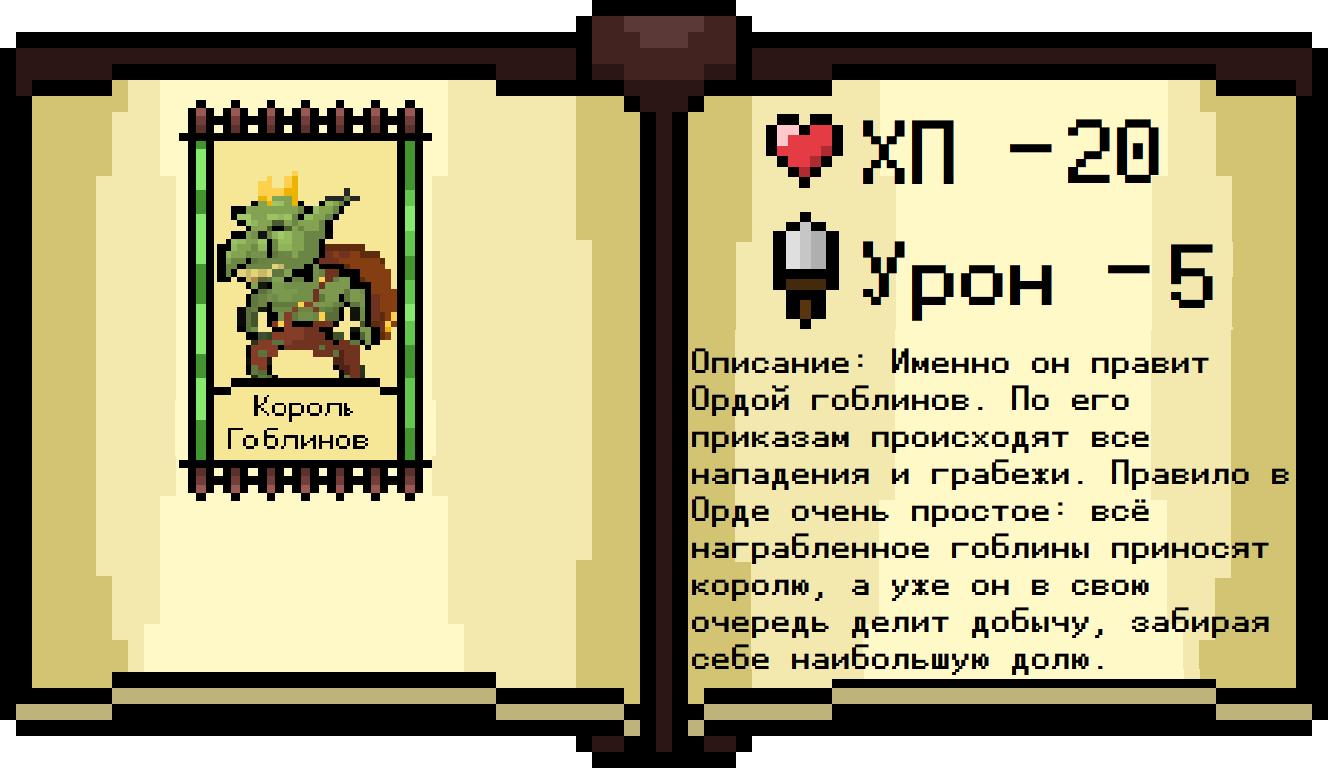 Король
Гоблинов
ХП -20
Урон -5
Описание: Именно он правит
Ордой гоблинов. По его
приказам происходят все
нападения и грабежи. Правило в
Орде очень простое: всё
награбленное гоблины приносят
королю, а уже он в свою
очередь делит добычу, забирая
себе наибольшую долю.